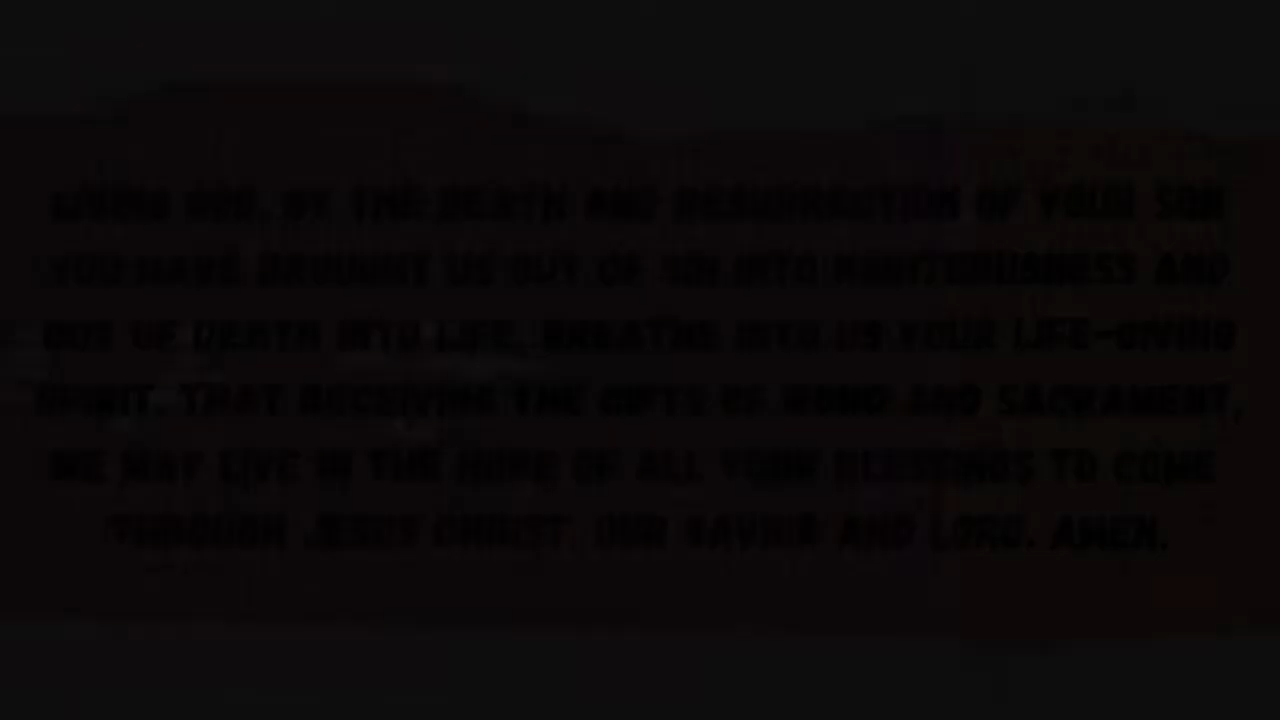 GIVING GOD, BY THE DEATH AND RESURRECTION OF YOUR SON
YOU HAVE BROUGHT US OUT OF SIN INTO RIGHTEOUSNESS AND
OUT OF DEATH INTO LIFE. BREATHE INTO US YOUR LIFE-GIVING
SPIRIT, THAT RECEIVING THE GIFTS OF WORD AND SACRAMENT,
WE MAY LIVE IN THE HOPE OF ALL YOUR BLESSINGS TO COME
THROUGH JESUS CHRIST, OUR SAVIOR AND LORD. AMEN.